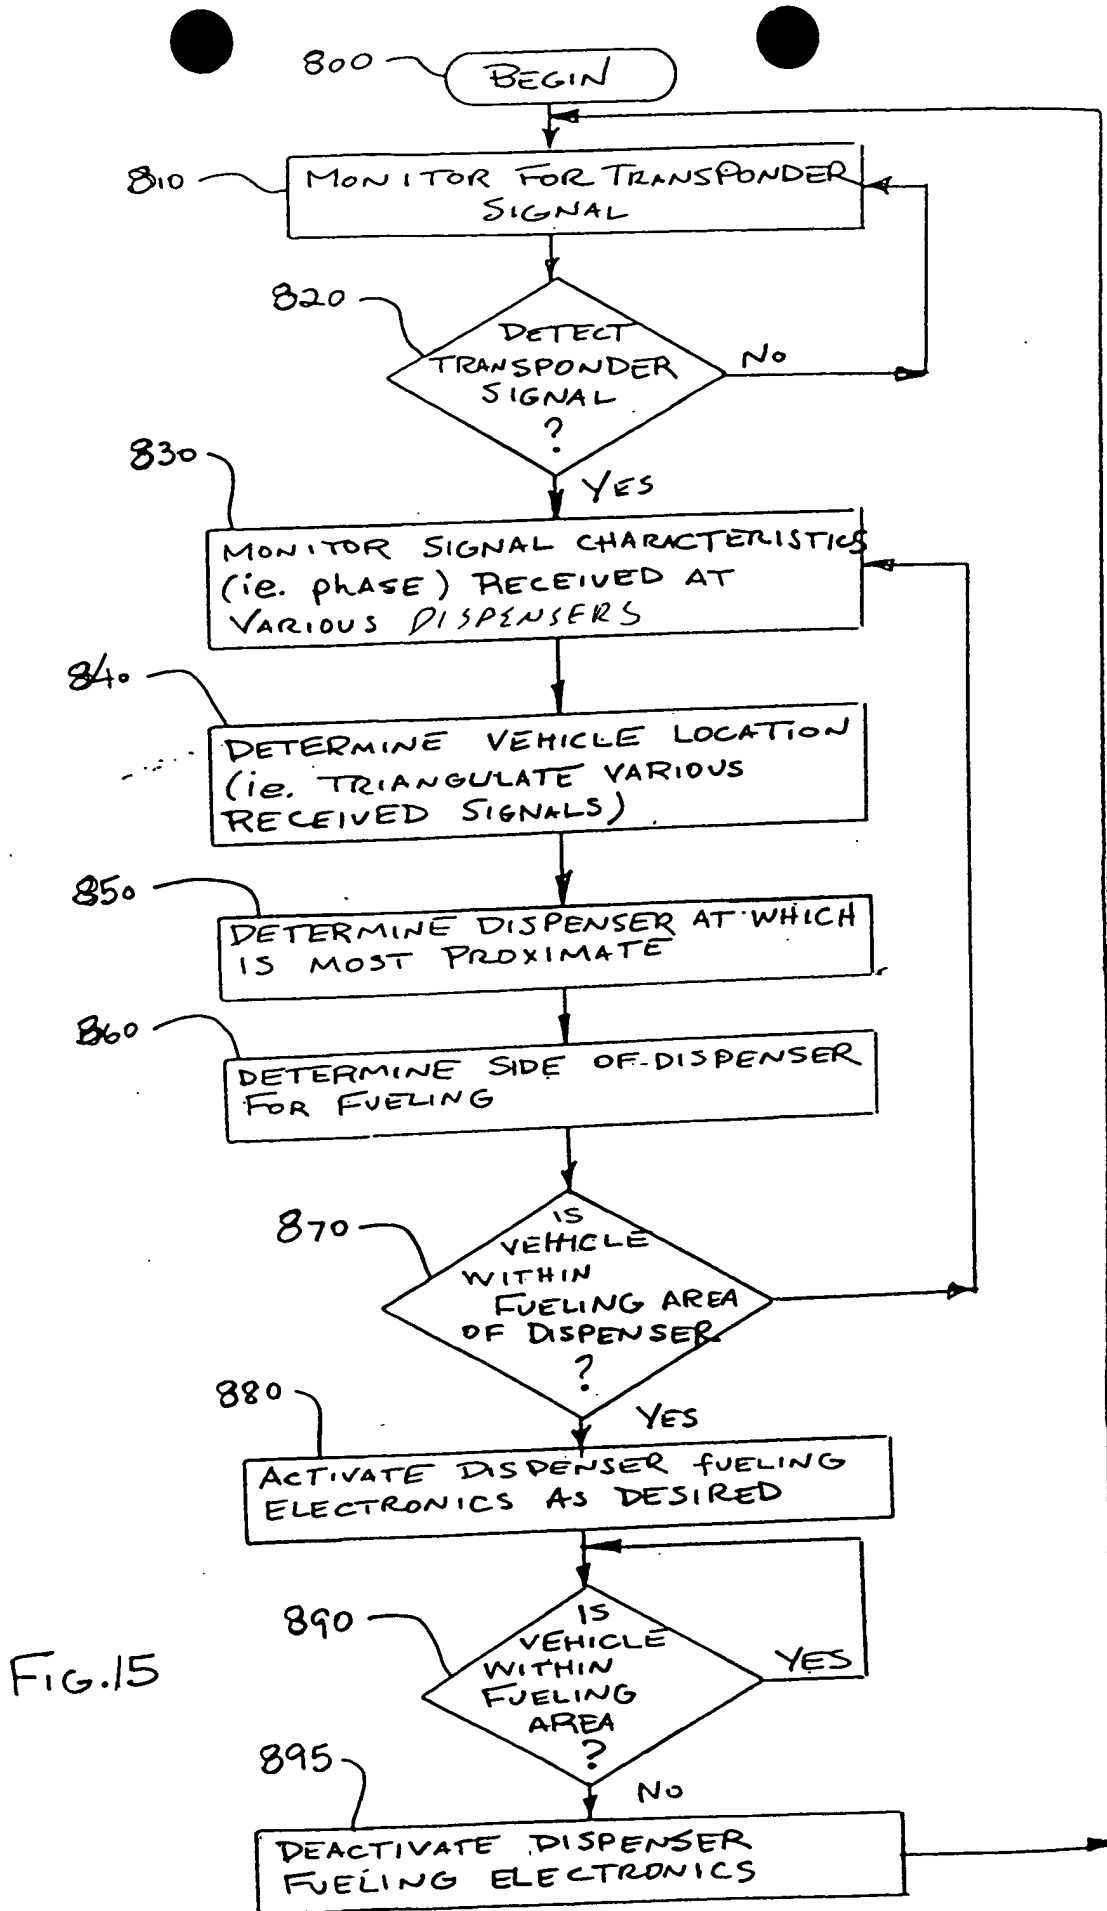 800
BEGIN
810
MONITOR FOR TRANSPONDER
SIGNAL
820
DETECT
TRANSPONDER
SIGNAL
?
NO
YES
830
MONITOR SIGNAL CHARACTERISTICS
(ie. phASE) RECEIVED AT
VARIOUS DISPENSERS
840
DETERMINE VEHICLE LOCATION
(ie. TRIANGULATE VARIOUS
RECEIVED SIGNALS)
850
DETERMINE DISPENSER AT WHICH
IS MOST PROXIMATE
860
DETERMINE SIDE OF DISPENSER
FOR FUELING
870
IS
VEHICLE
WITHIN
FUELING AREA
OF DISPENSER
?
YES
880
ACTIVATE DISPENSER FUELING
ELECTRONICS AS DESIRED
890
IS
VEHICLE
WITHIN
FUELING
AREA
?
YES
FIG.15
NO
895
DEACTIVATE DISPENSER
FUELING ELECTRONICS